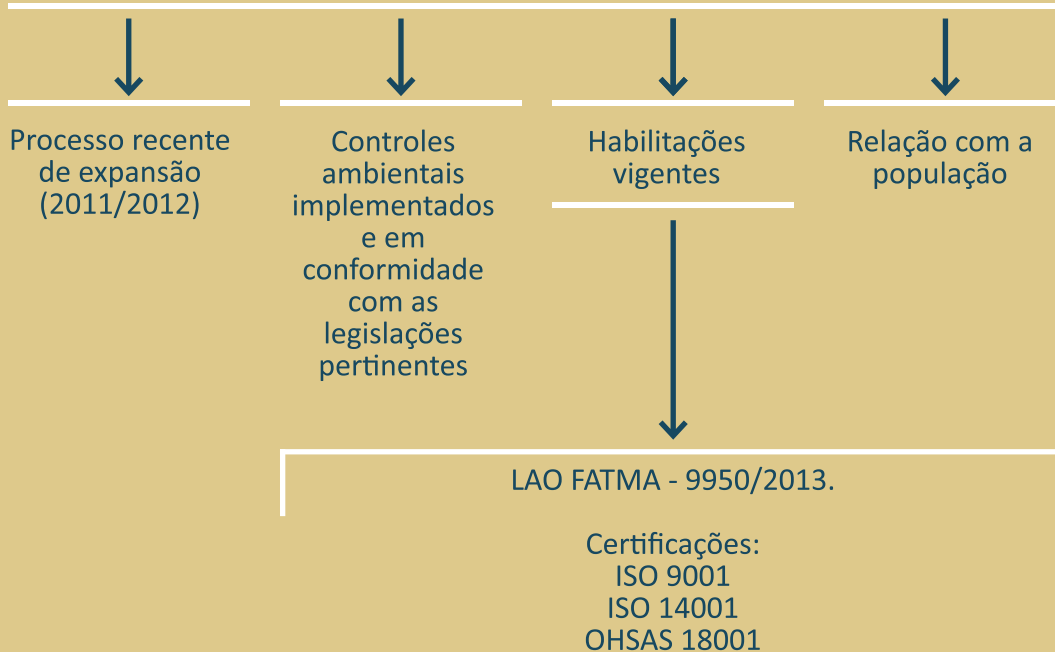 Processo recente
de expansão
(2011/2012)
Controles
ambientais
implementados
e em
conformidade
com as
legislações
pertinentes
Habilitações
vigentes
Relação com a
população
LAO FATMA - 9950/2013.
Certificações:
ISO 9001
ISO 14001
OHSAS 18001